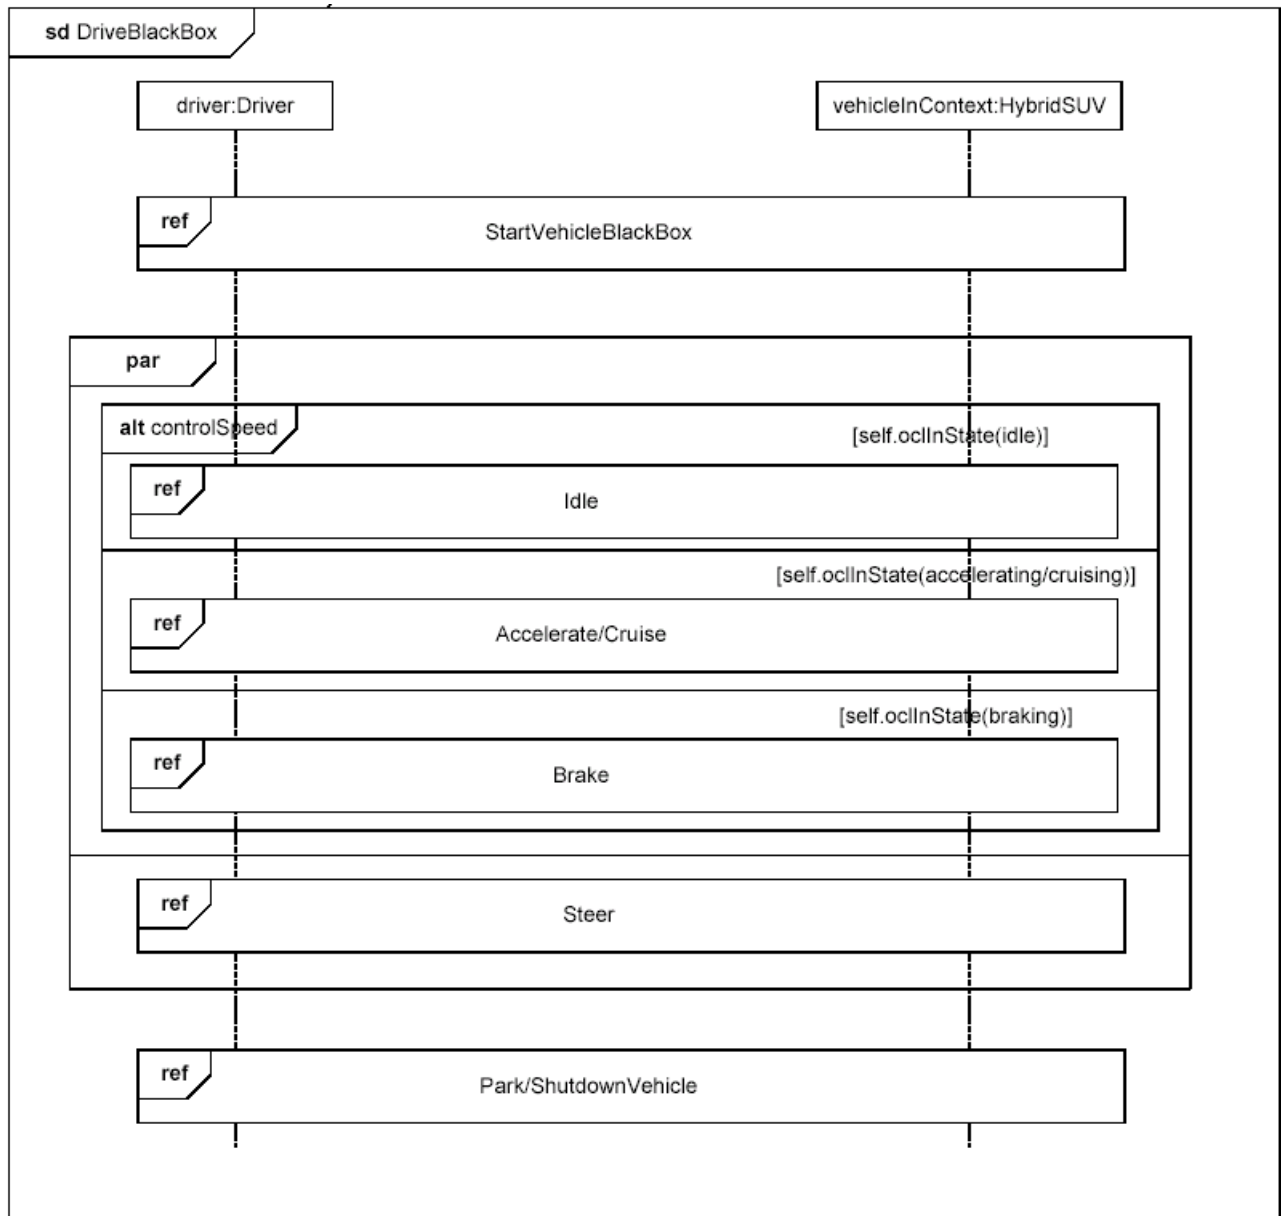 sd DriveBlackBox
driver:Driver
vehicleInContext:HybridSUV
ref
StartVehicleBlackBox
par
alt controlSpeed
[self.oclInState(idle)]
ref
Idle
[self.oclInState(accelerating/cruising)]
ref
Accelerate/Cruise
[self.oclInState(braking)]
ref
Brake
ref
Steer
ref
Park/ShutdownVehicle